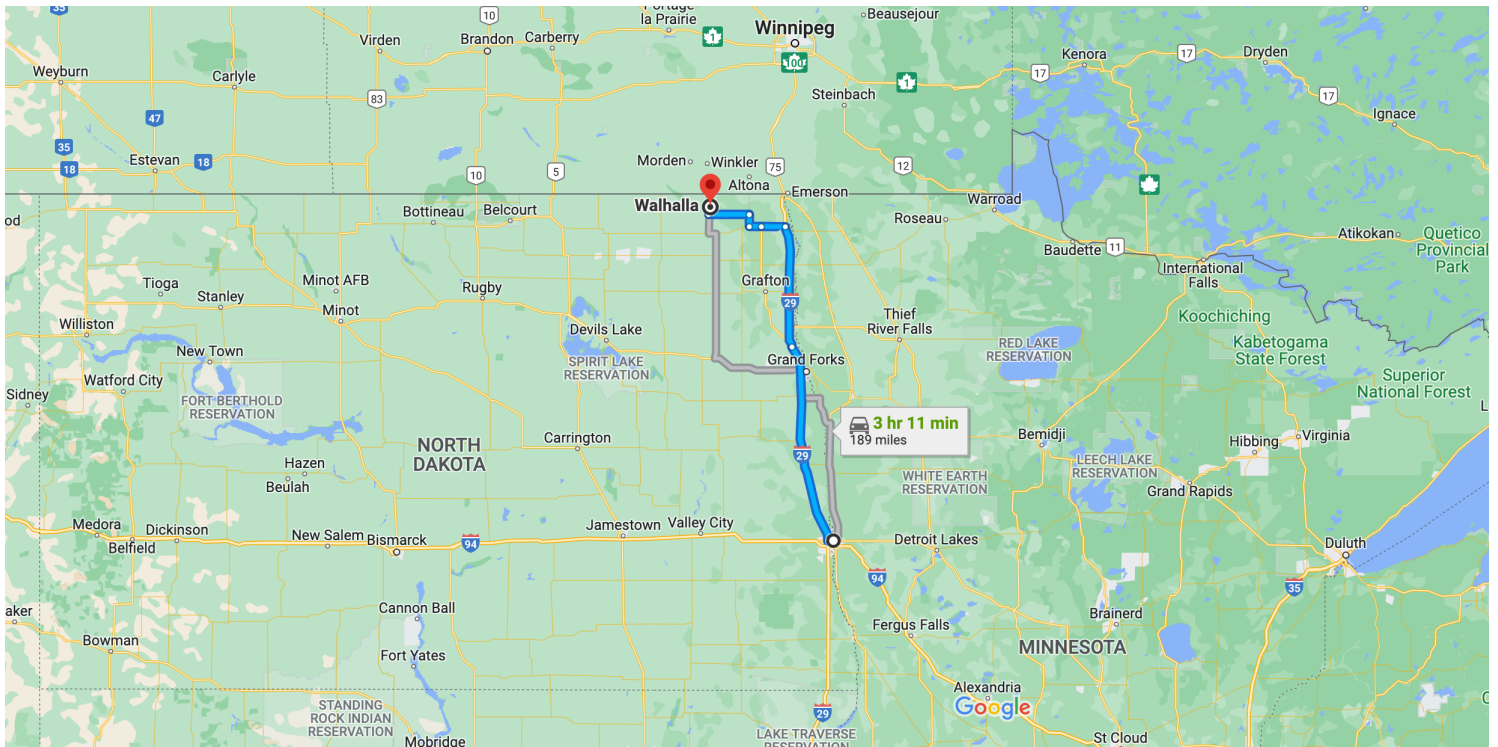 35
10
Portage
la Prairie
Beausejour
Winnipeg
1
100
Virden
Brandon
Carberry
Kenora
17
Dryden
17
Weyburn
Carlyle
83
1
17
Steinbach
Ignace
47
35
18
Estevan
18
10
5
Morden
Winkler
75
12
Altona
Emerson
Walhalla
Bottineau
Belcourt
Roseau
Warroad
Baudette
11
Atikokan
Quetico
Provincial
Park
International
Falls
Tioga
Stanley
Minot AFB
Minot
Rugby
Grafton
29
Thief
River Falls
Koochiching
Kabetogama
State Forest
Williston
New Town
Devils Lake
SPIRIT LAKE
RESERVATION
Grand Forks
RED LAKE
RESERVATION
Superior
National Forest
Sidney
Watford City
FORT BERTHOLD
RESERVATION
3 hr 11 min
189 miles
NORTH
DAKOTA
Carrington
29
Bemidji
Hibbing
Virginia
LEECH LAKE
RESERVATION
Grand Rapids
WHITE EARTH
RESERVATION
Hazen
Beulah
Medora
Belfield
Dickinson
New Salem
Bismarck
94
Jamestown
Valley City
Detroit Lakes
94
Duluth
35
Cannon Ball
Brainerd
Fergus Falls
Bowman
Fort Yates
MINNESOTA
STANDING
ROCK INDIAN
RESERVATION
Mobridge
29
Alexandria
Google
LAKE TRAVERSE
RESERVATION
St Cloud